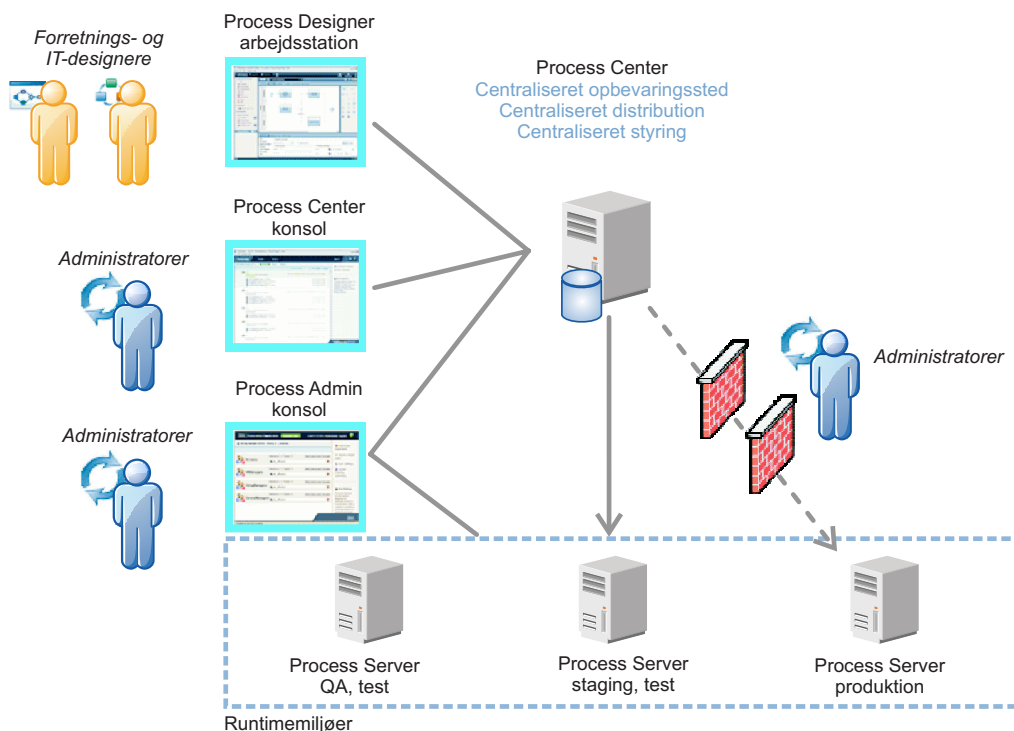 Forretnings- og
IT-designere
Process Designer
arbejdsstation
Process Center
Centraliseret opbevaringssted
Centraliseret distribution
Centraliseret styring
Process Center
konsol
Administratorer
Administratorer
Process Admin
konsol
Administratorer
Process Server
QA, test
Process Server
staging, test
Process Server
produktion
Runtimemiljøer